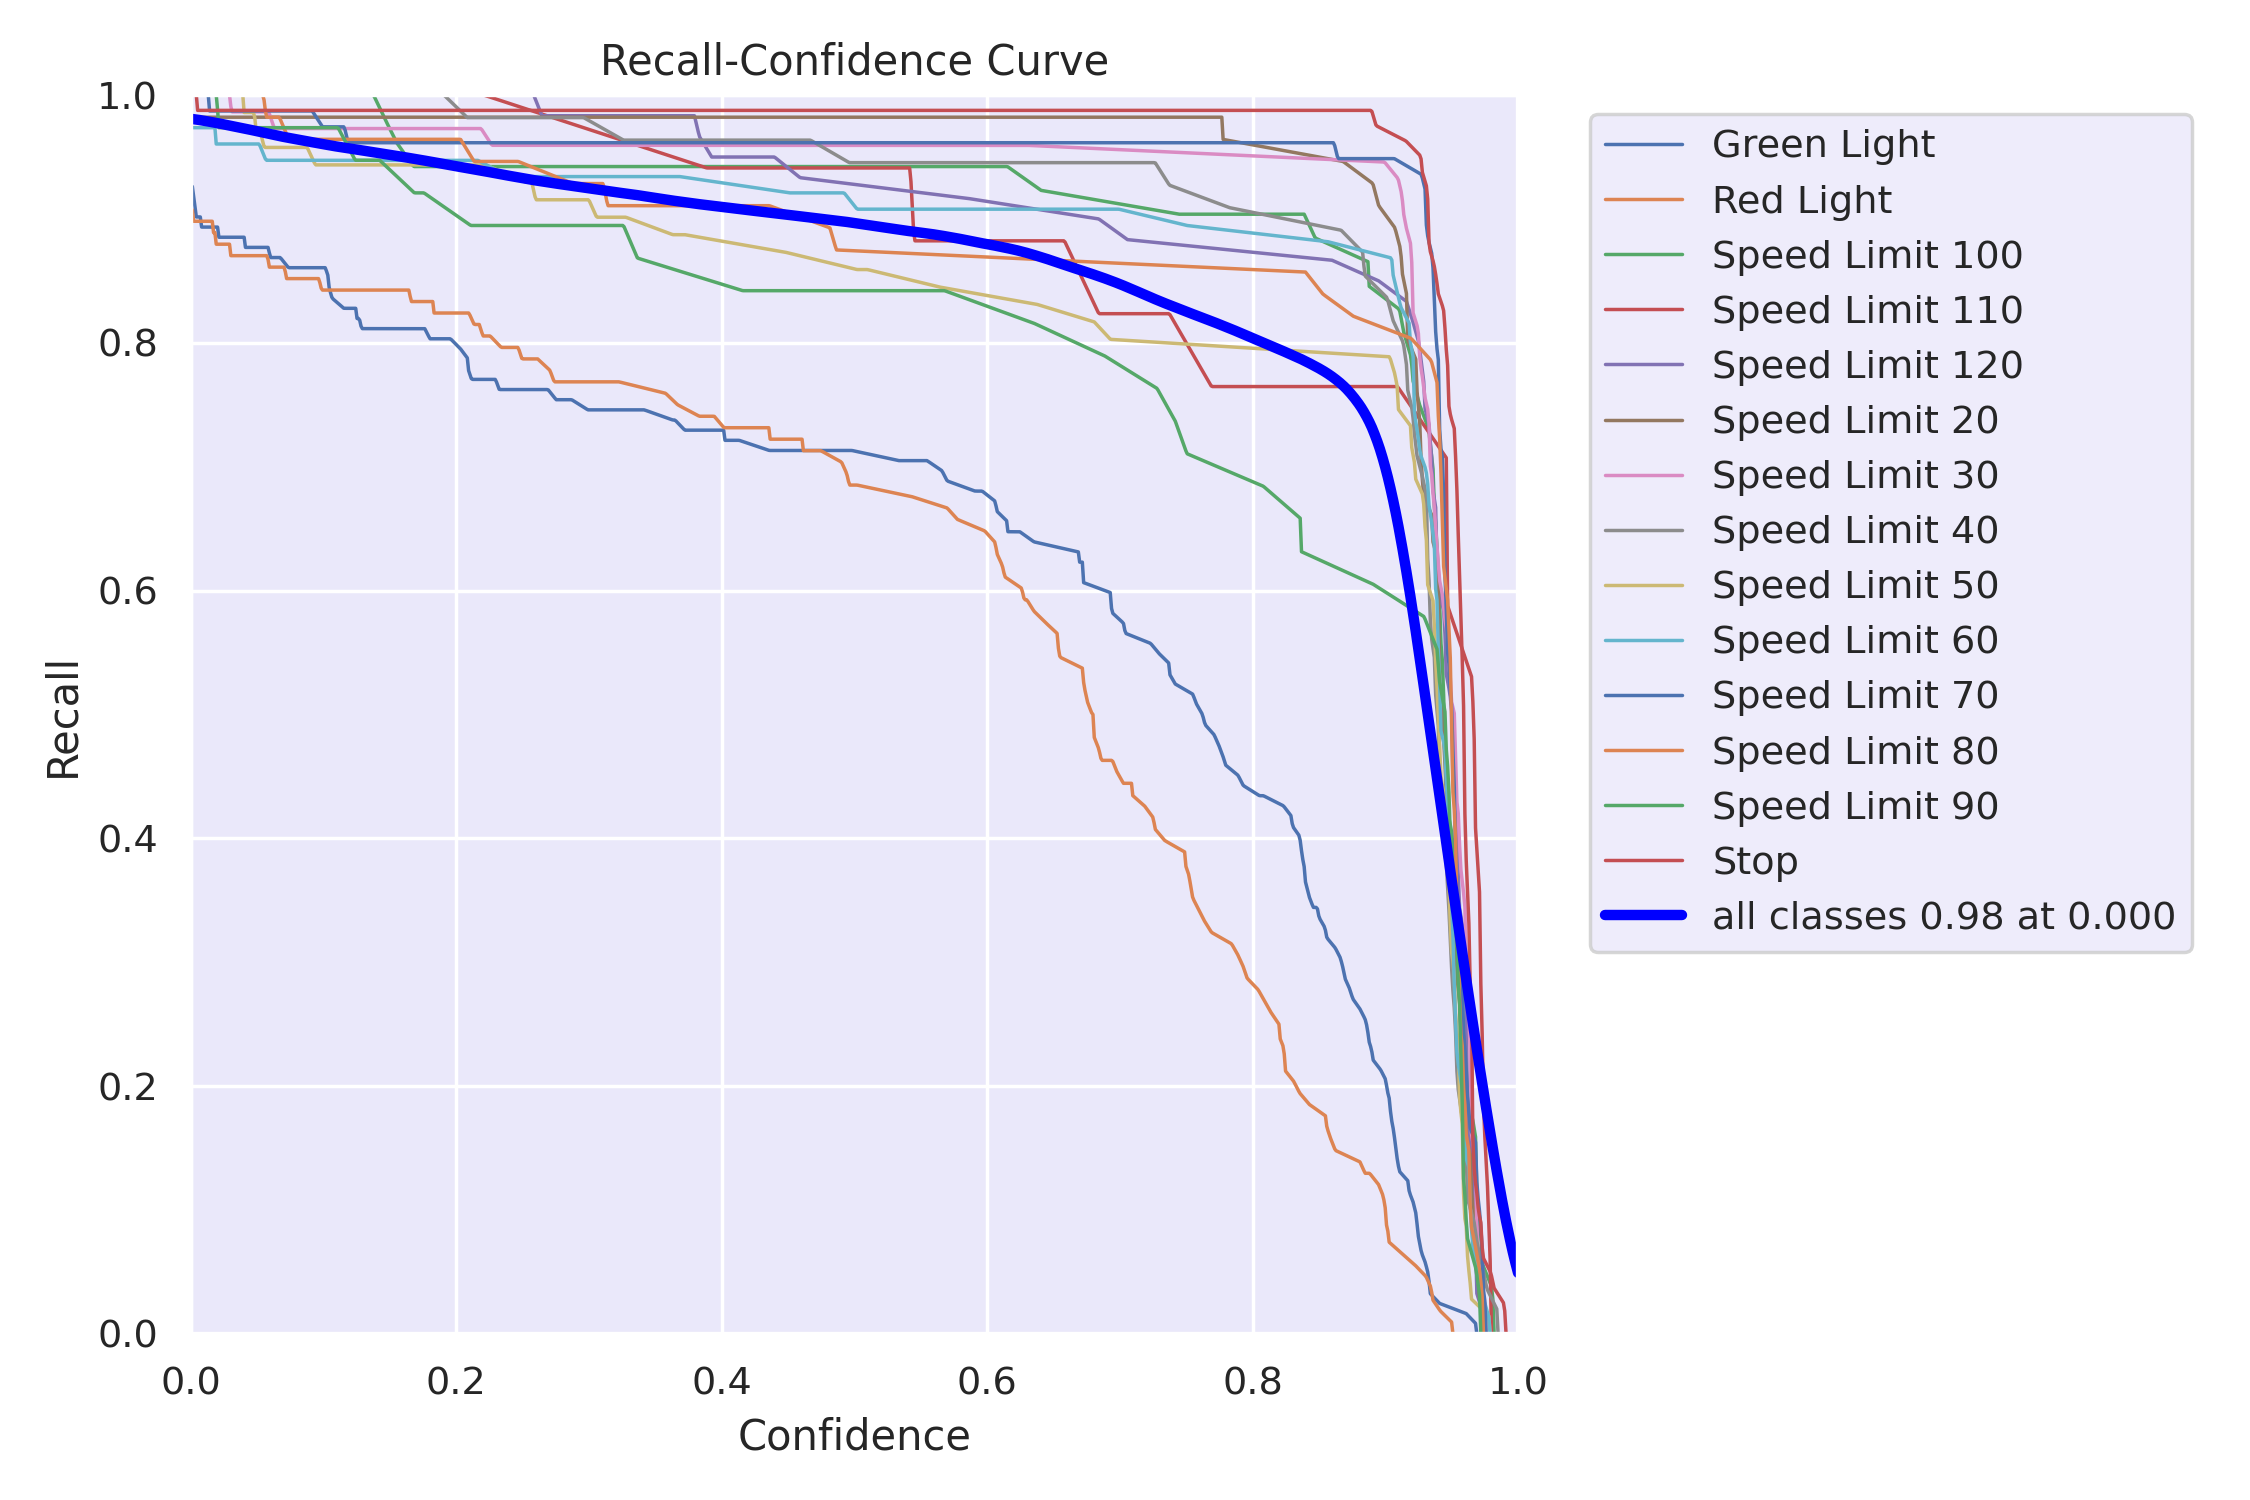 Recall-Confidence Curve
1.0
0.8
0.6
0.4
0.2
0.0
Recall
0.0 0.2 0.4 0.6 0.8 1.0
Confidence
Green Light
Red Light
Speed Limit 100
Speed Limit 110
Speed Limit 120
Speed Limit 20
Speed Limit 30
Speed Limit 40
Speed Limit 50
Speed Limit 60
Speed Limit 70
Speed Limit 80
Speed Limit 90
Stop
all classes 0.98 at 0.000